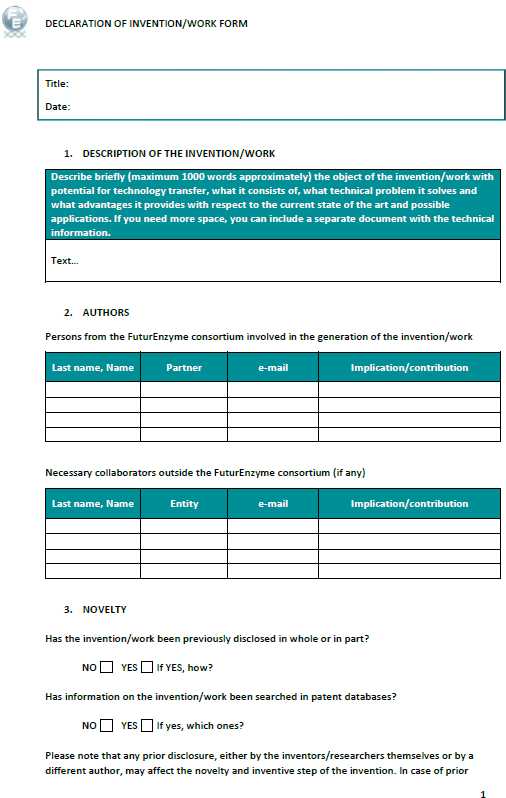 DECLARATION OF INVENTION/WORK FORM
Title:
Date:
1. DESCRIPTION OF THE INVENTION/WORK
Describe briefly (maximum 1000 words approximately) the object of the invention/work with
potential for technology transfer, what it consists of, what technical problem it solves and
what advantages it provides with respect to the current state of the art and possible
applications. If you need more space, you can include a separate document with the technical
information.
Text...
2. AUTHORS
Persons from the FuturEnzyme consortium involved in the generation of the invention/work
Last name, Name Partner e-mail Implication/contribution
Necessary collaborators outside the FuturEnzyme consortium (if any)
Last name, Name Entity e-mail Implication/contribution
3. NOVELTY
Has the invention/work been previously disclosed in whole or in part?
NO YES If YES, how?
Has information on the invention/work been searched in patent databases?
NO YES If yes, which ones?
Please note that any prior disclosure, either by the inventors/researchers themselves or by a
different author, may affect the novelty and inventive step of the invention. In case of prior
1